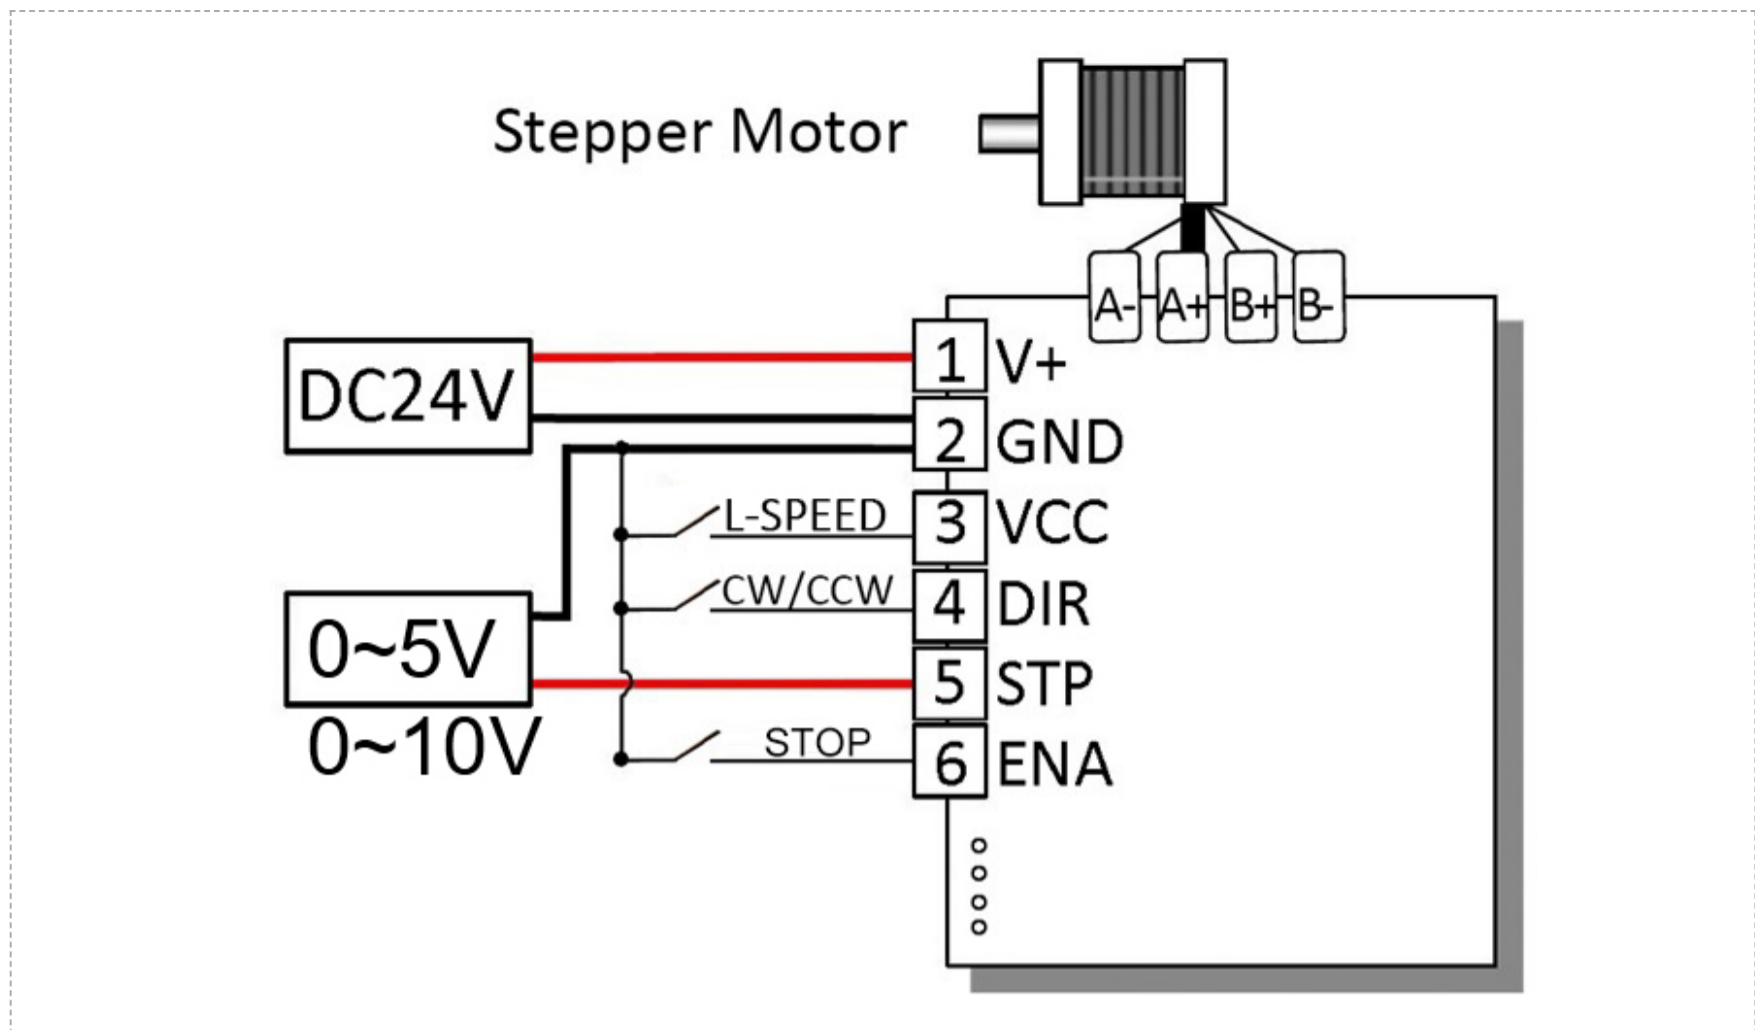 Stepper Motor
A- A+ B+ B-
DC24V
1 V+
2 GND
L-SPEED 3 VCC
CW/CCW 4 DIR
0~5V
5 STP
0~10V
STOP 6 ENA